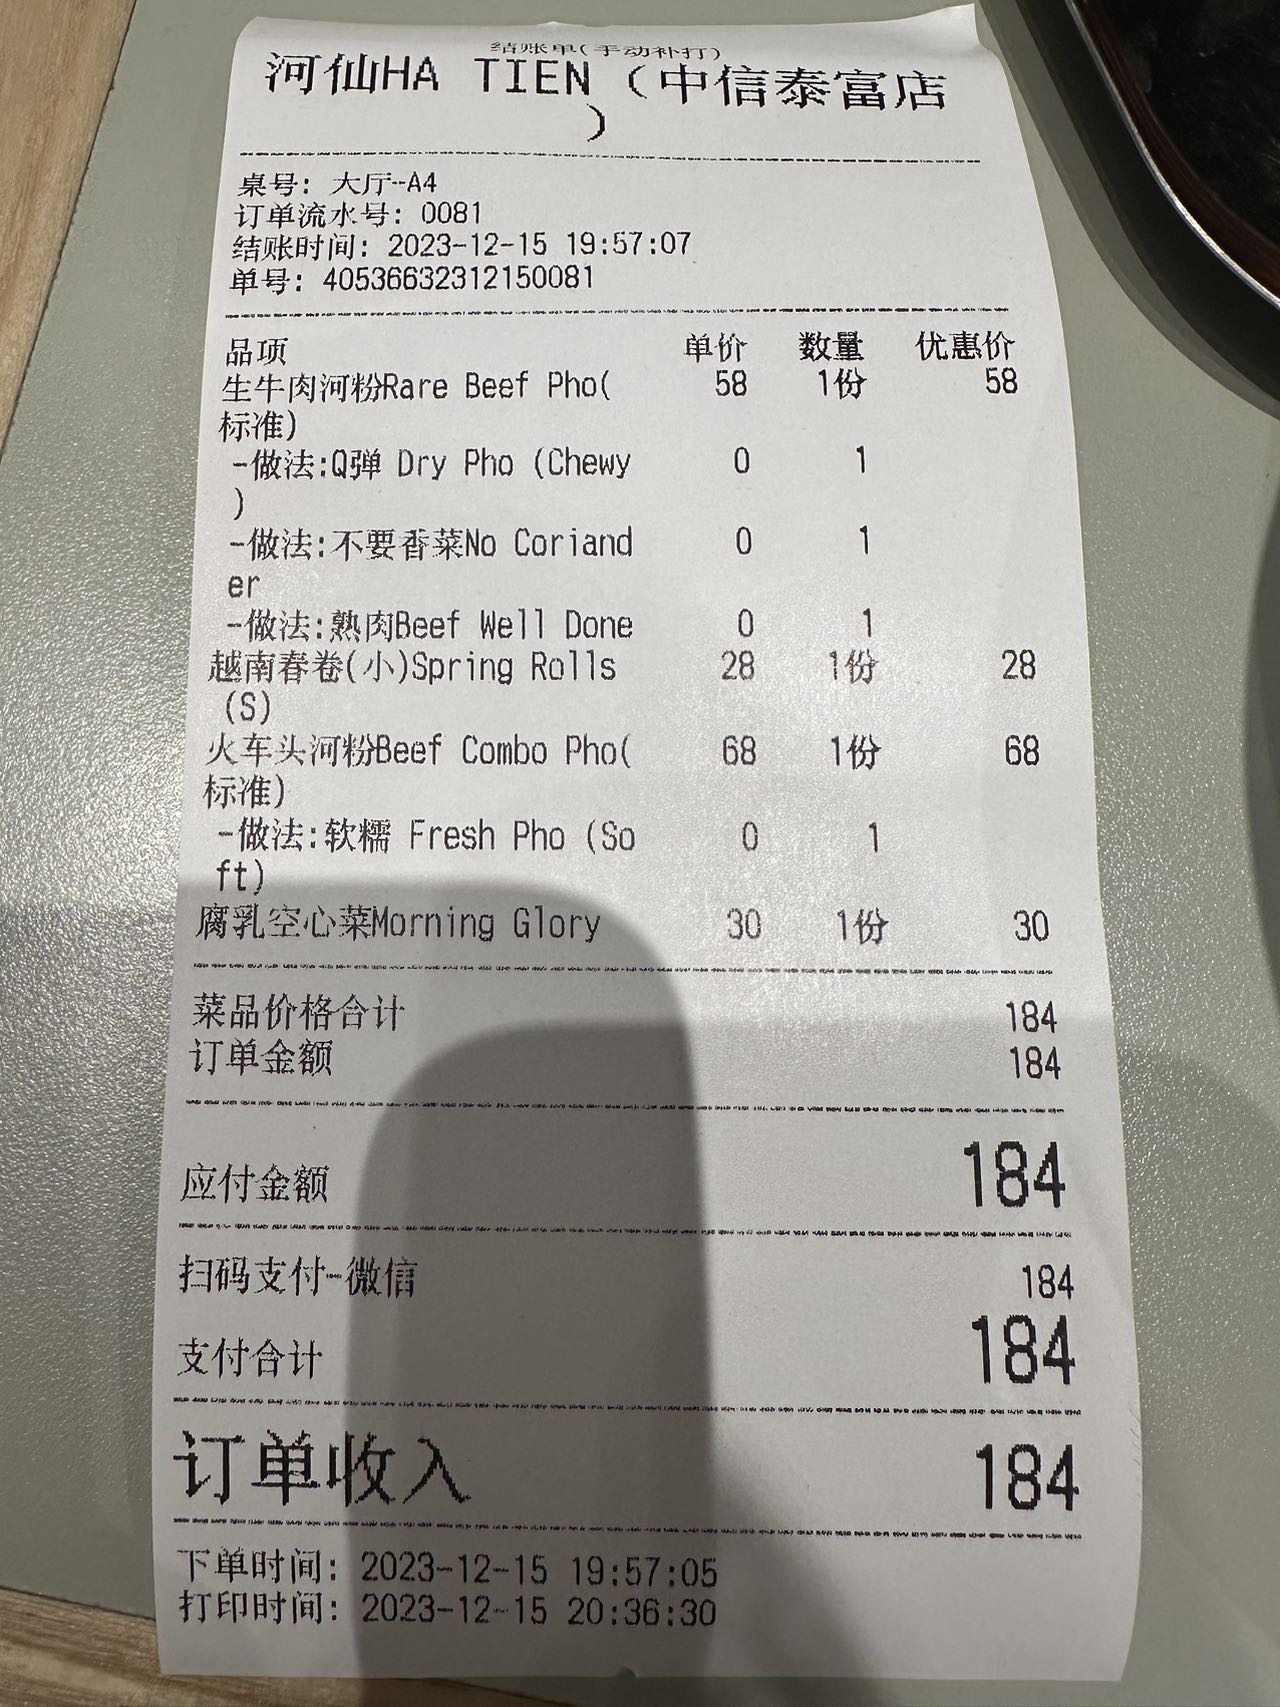 结账单(手动补打)
河仙HA TIEN（中信泰富店
）
桌号: 大厅-A4
订单流水号: 0081
结账时间: 2023-12-15 19:57:07
单号: 40536632312150081
品项 单价 数量 优惠价
生牛肉河粉Rare Beef Pho( 58 1份 58
标准)
-做法:Q弹 Dry Pho (Chewy 0 1
)
-做法:不要香菜No Coriand 0 1
er
-做法:熟肉Beef Well Done 0 1
越南春卷(小)Spring Rolls 28 1份 28
(S)
火车头河粉Beef Combo Pho( 68 1份 68
标准)
-做法:软糯 Fresh Pho (So 0 1
ft)
腐乳空心菜Morning Glory 30 1份 30
菜品价格合计 184
订单金额 184
应付金额 184
扫码支付-微信 184
支付合计 184
订单收入 184
下单时间: 2023-12-15 19:57:05
打印时间: 2023-12-15 20:36:30